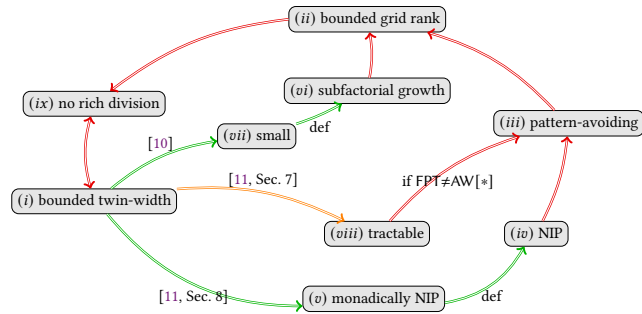 (ii) bounded grid rank
(vi) subfactorial growth
(ix) no rich division
(iii) pattern-avoiding
(vii) small
def
[10]
[11, Sec. 7]
if FPT≠AW[*]
(i) bounded twin-width
(viii) tractable
(iv) NIP
[11, Sec. 8]
(v) monadically NIP
def